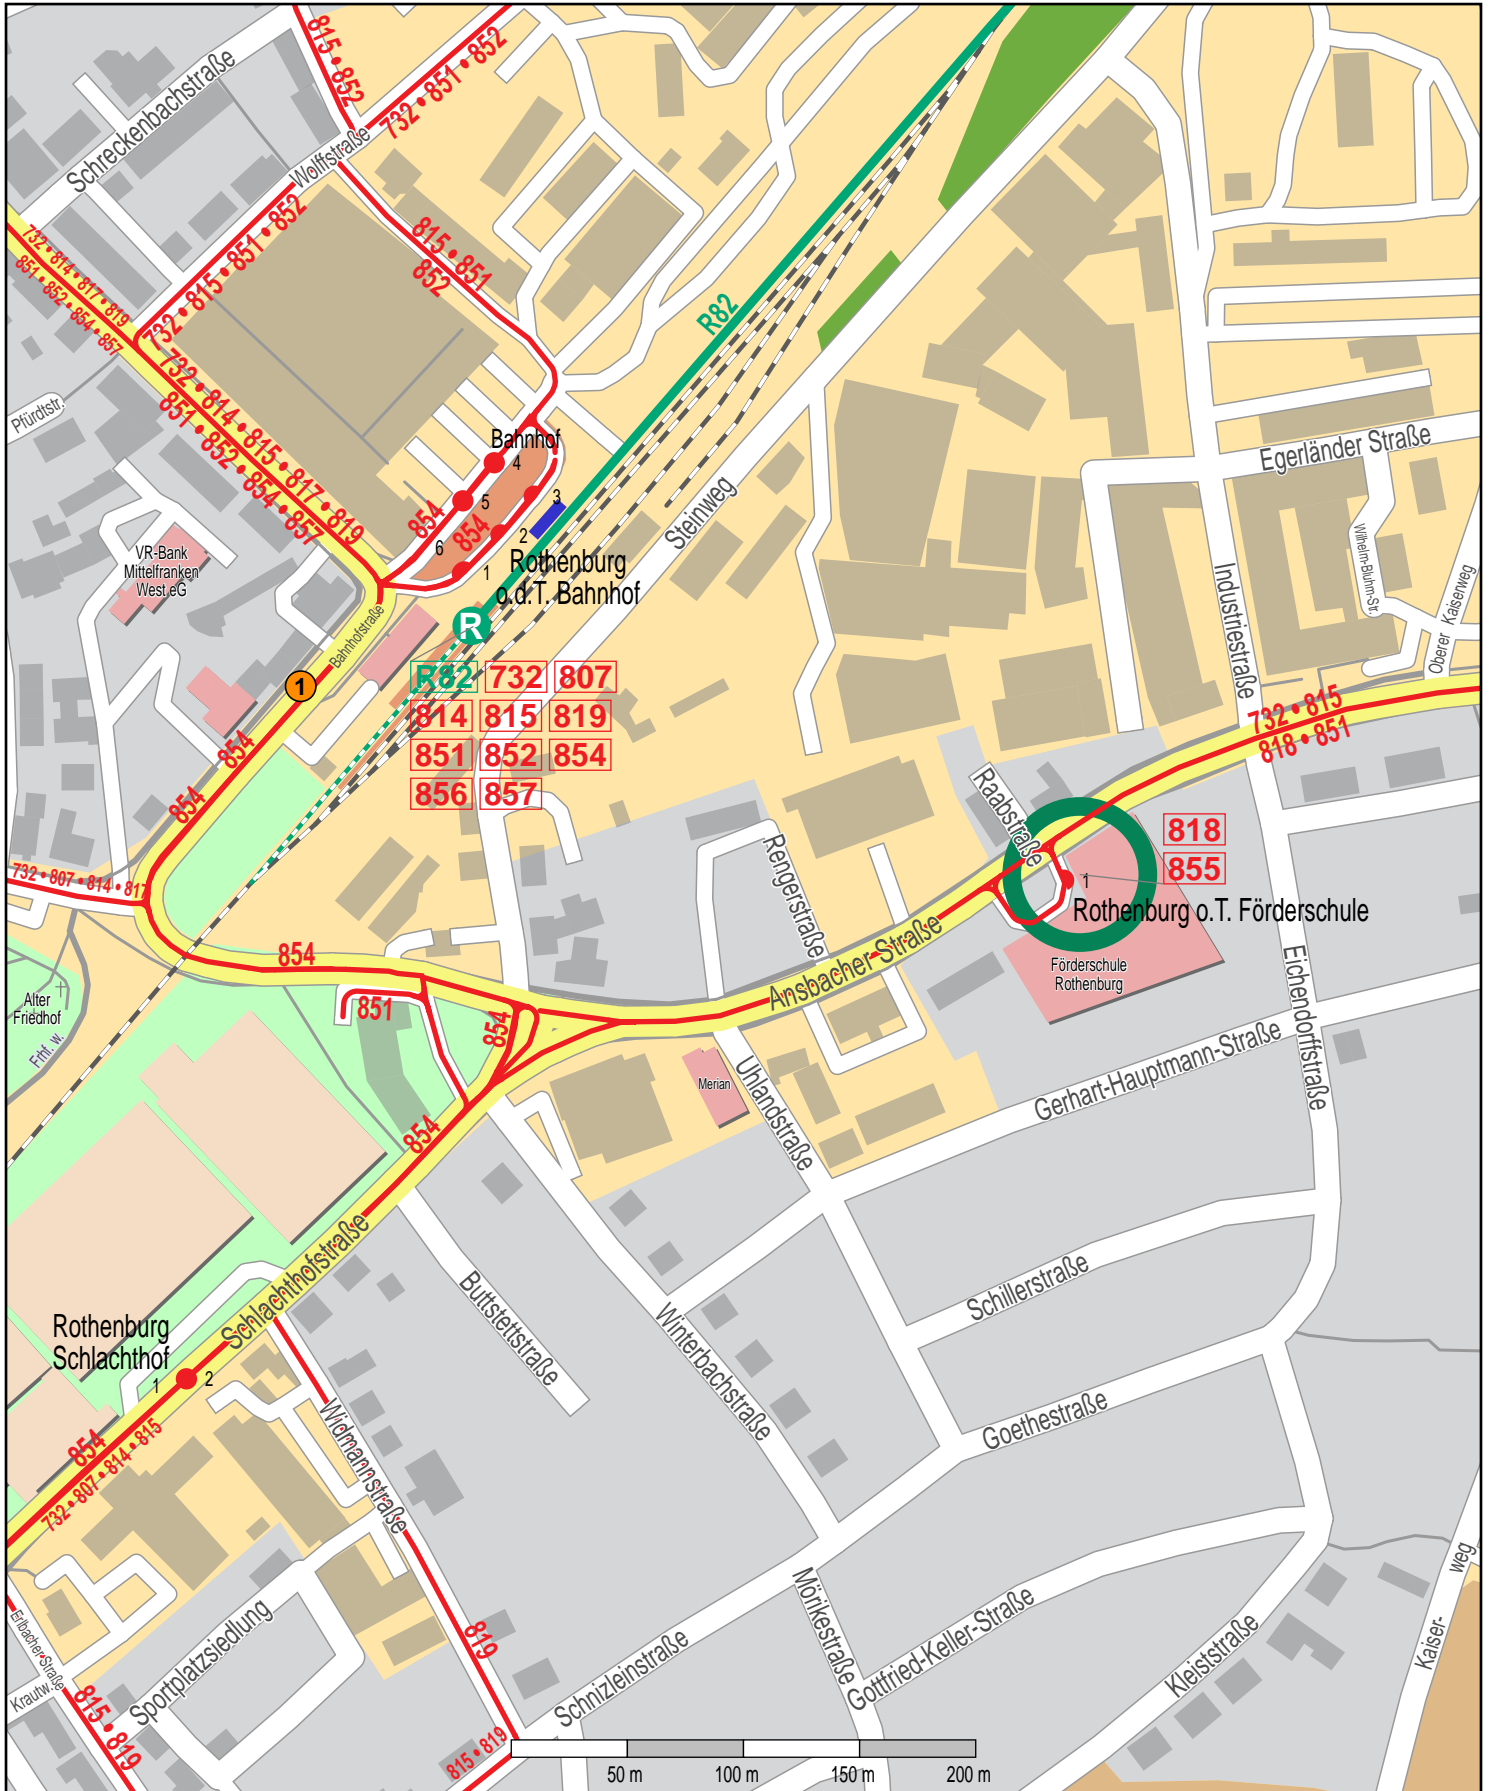 815 • 852
732 • 851 • 852
Schreckenbachstraße
Wolffstraße
732 • 814 • 817 • 819
851 • 852 • 854 • 857
732 • 815 • 851 • 852
815 • 851
852
R82
732 • 814 • 815 • 817 • 819
851 • 852 • 854 • 857
Pfürdtstr.
Bahnhof
4
5
3
854
854
6
2
1
Steinweg
Egerländer Straße
VR-Bank
Mittelfranken
West eG
Rothenburg
o.d.T. Bahnhof
R
Wilhelm-Bluhm-Str.
Industriestraße
Oberer Kaiserweg
Bahnhofstraße
1
R82 732 807
814 815 819
851 852 854
856 857
854
854
732 • 815
818 • 851
Raabstraße
818
855
1
Rothenburg o.T. Förderschule
Rengerstraße
732 • 807 • 814 • 817
Ansbacher Straße
Förderschule
Rothenburg
Eichendorffstraße
854
851
854
Alter
Friedhof
Frhf. w.
Merian
Uhlandstraße
Gerhart-Hauptmann-Straße
854
Schlachthofstraße
Buttstettstraße
Winterbachstraße
Schillerstraße
Rothenburg
Schlachthof
1
2
Goethestraße
854
732 • 807 • 814 • 815
Widmannstraße
Mörikestraße
Gottfried-Keller-Straße
Kleiststraße
Kaiser-
weg
Erlbacher Straße
Krautw.
Sportplatzsiedlung
819
Schnizleinstraße
815 • 819
815 • 819
50 m
100 m
150 m
200 m